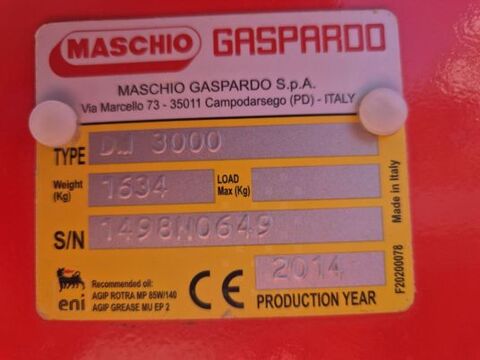 MASCHIO GASPARDO
MASCHIO GASPARDO S.p.A.
Via Marcello 73 - 35011 Campodarsego (PD) - ITALY
TYPE 3000
Weight (Kg) 1634 LOAD Max (Kg)
S/N 1498M0649
2014
PRODUCTION YEAR
CE
eni
Recommended oil:
AGIP ROTRA MP 85W/140
AGIP GREASE MU EP 2
Made in Italy
F20200078